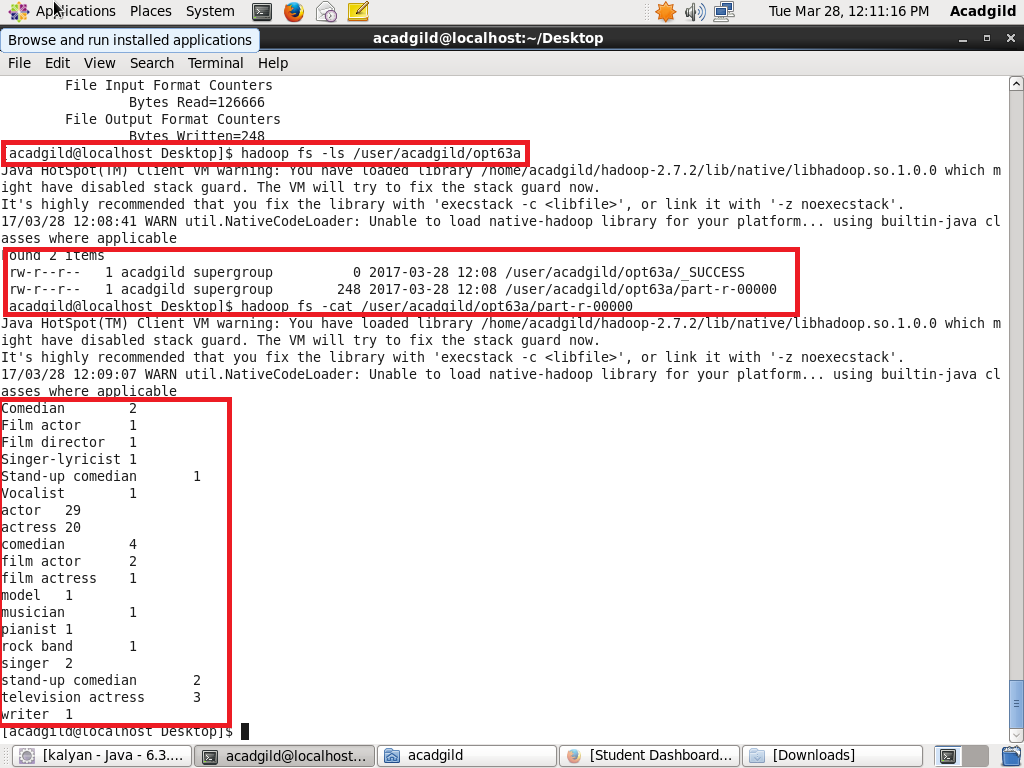 Applications Places System Tue Mar 28, 12:11:16 PM Acadgild
Browse and run installed applications
acadgild@localhost:~/Desktop
File Edit View Search Terminal Help
File Input Format Counters
Bytes Read=126666
File Output Format Counters
Bytes Written=248
[acadgild@localhost Desktop]$ hadoop fs -ls /user/acadgild/opt63a
Java HotSpot(TM) Client VM warning: You have loaded library /home/acadgild/hadoop-2.7.2/lib/native/libhadoop.so.1.0.0 which m
ight have disabled stack guard. The VM will try to fix the stack guard now.
It's highly recommended that you fix the library with 'execstack -c <libfile>', or link it with '-z noexecstack'.
17/03/28 12:08:41 WARN util.NativeCodeLoader: Unable to load native-hadoop library for your platform... using builtin-java cl
asses where applicable
ound 2 items
rw-r--r-- 1 acadgild supergroup 0 2017-03-28 12:08 /user/acadgild/opt63a/_SUCCESS
rw-r--r-- 1 acadgild supergroup 248 2017-03-28 12:08 /user/acadgild/opt63a/part-r-00000
acadgild@localhost Desktop]$ hadoop fs -cat /user/acadgild/opt63a/part-r-00000
Java HotSpot(TM) Client VM warning: You have loaded library /home/acadgild/hadoop-2.7.2/lib/native/libhadoop.so.1.0.0 which m
ight have disabled stack guard. The VM will try to fix the stack guard now.
It's highly recommended that you fix the library with 'execstack -c <libfile>', or link it with '-z noexecstack'.
17/03/28 12:09:07 WARN util.NativeCodeLoader: Unable to load native-hadoop library for your platform... using builtin-java cl
asses where applicable
Comedian 2
Film actor 1
Film director 1
Singer-lyricist 1
Stand-up comedian 1
Vocalist 1
actor 29
actress 20
comedian 4
film actor 2
film actress 1
model 1
musician 1
pianist 1
rock band 1
singer 2
stand-up comedian 2
television actress 3
writer 1
[acadgild@localhost Desktop]$
[kalyan - Java - 6.3.... acadgild@localhost:... acadgild [Student Dashboard... [Downloads]